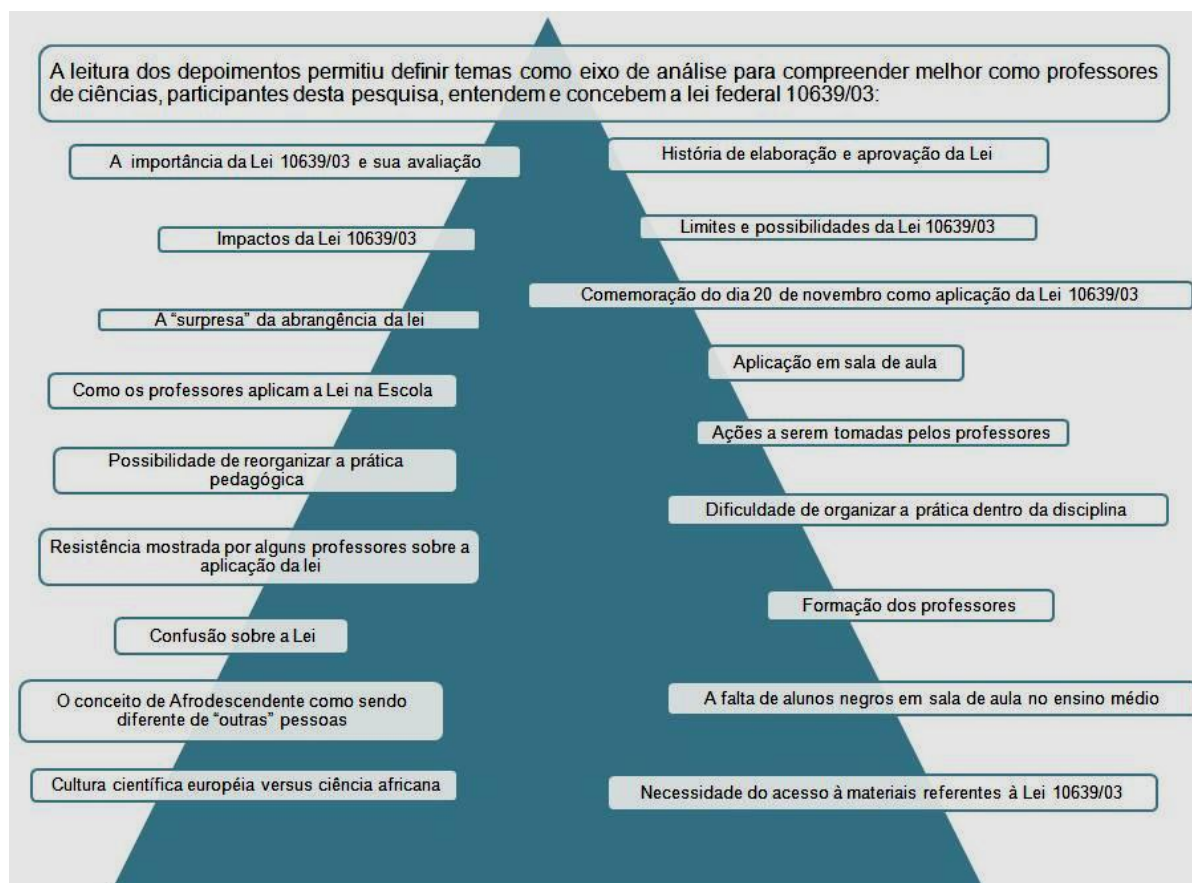 A leitura dos depoimentos permitiu definir temas como eixo de análise para compreender melhor como professores
de ciências, participantes desta pesquisa, entendem e concebem a lei federal 10639/03:
A importância da Lei 10639/03 e sua avaliação
História de elaboração e aprovação da Lei
Impactos da Lei 10639/03
Limites e possibilidades da Lei 10639/03
Comemoração do dia 20 de novembro como aplicação da Lei 10639/03
A “surpresa” da abrangência da lei
Aplicação em sala de aula
Como os professores aplicam a Lei na Escola
Ações a serem tomadas pelos professores
Possibilidade de reorganizar a prática
pedagógica
Dificuldade de organizar a prática dentro da disciplina
Resistência mostrada por alguns professores sobre a
aplicação da lei
Formação dos professores
Confusão sobre a Lei
O conceito de Afrodescendente como sendo
diferente de “outras” pessoas
A falta de alunos negros em sala de aula no ensino médio
Cultura científica européia versus ciência africana
Necessidade do acesso à materiais referentes à Lei 10639/03